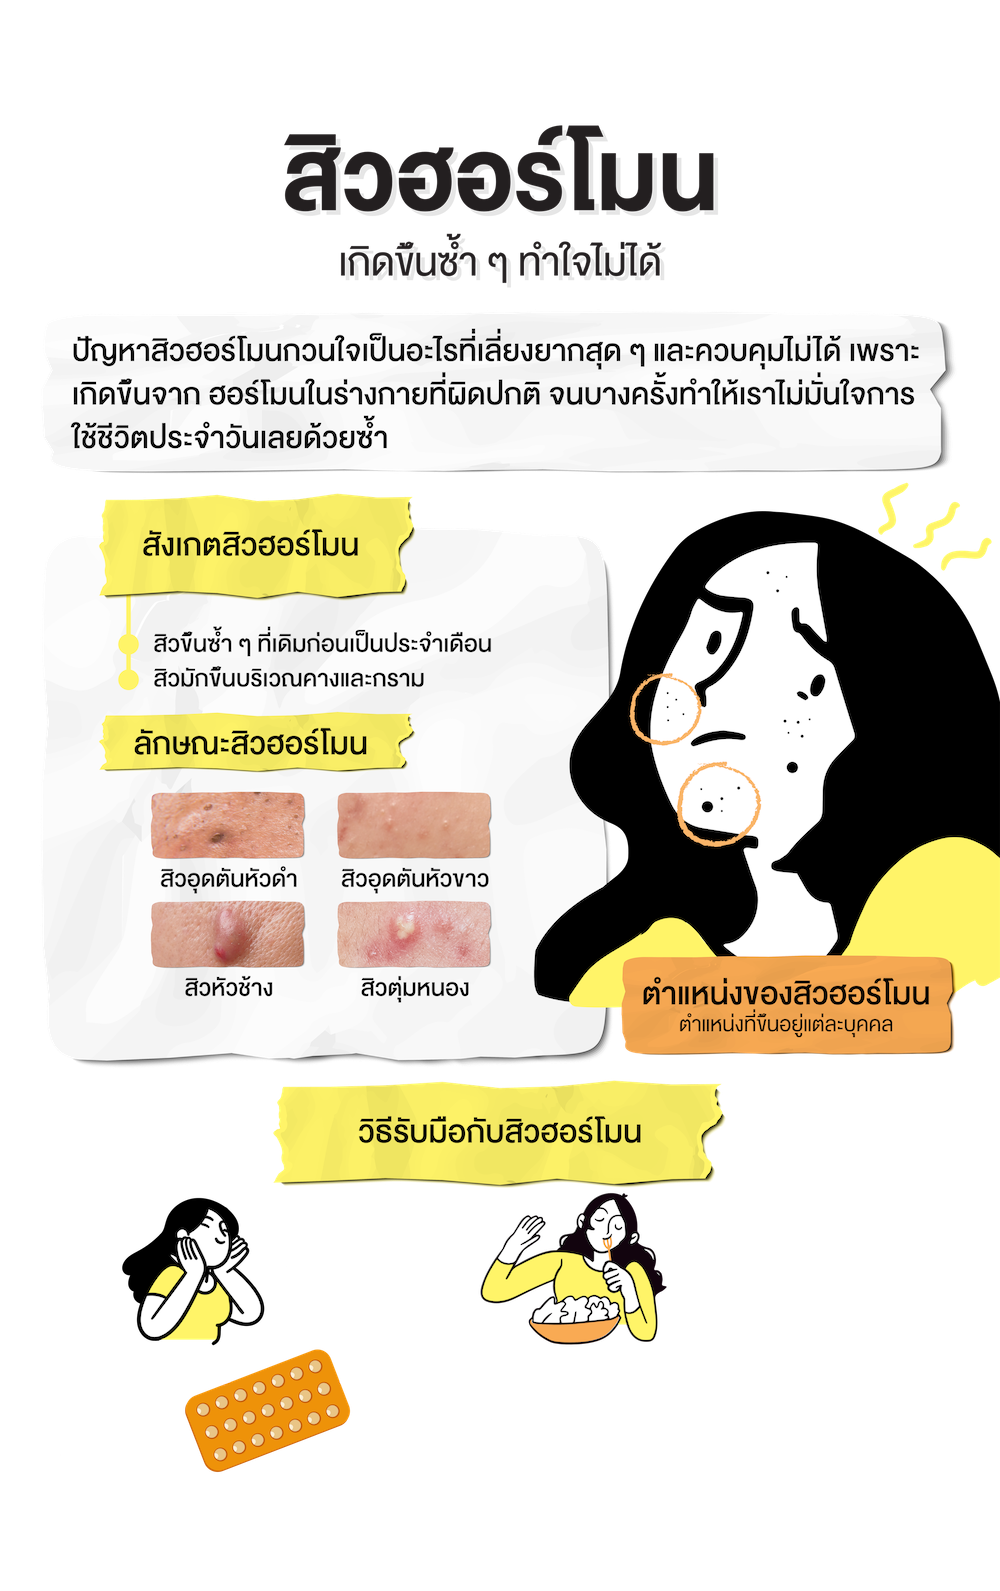 สิวฮอร์โมน
เกิดขึ้นซ้ำ ๆ ทำใจไม่ได้
ปัญหาสิวฮอร์โมนกวนใจเป็นอะไรที่เลี่ยงยากสุด ๆ และควบคุมไม่ได้ เพราะ
เกิดขึ้นจาก ฮอร์โมนในร่างกายที่ผิดปกติ จนบางครั้งทำให้เราไม่มั่นใจการ
ใช้ชีวิตประจำวันเลยด้วยซ้ำ
สังเกตสิวฮอร์โมน
สิวขึ้นซ้ำ ๆ ที่เดิมก่อนเป็นประจำเดือน
สิวมักขึ้นบริเวณคางและกราม
ลักษณะสิวฮอร์โมน
สิวอุดตันหัวดำ
สิวอุดตันหัวขาว
สิวหัวช้าง
สิวตุ่มหนอง
ตำแหน่งของสิวฮอร์โมน
ตำแหน่งที่ขึ้นอยู่แต่ละบุคคล
วิธีรับมือกับสิวฮอร์โมน